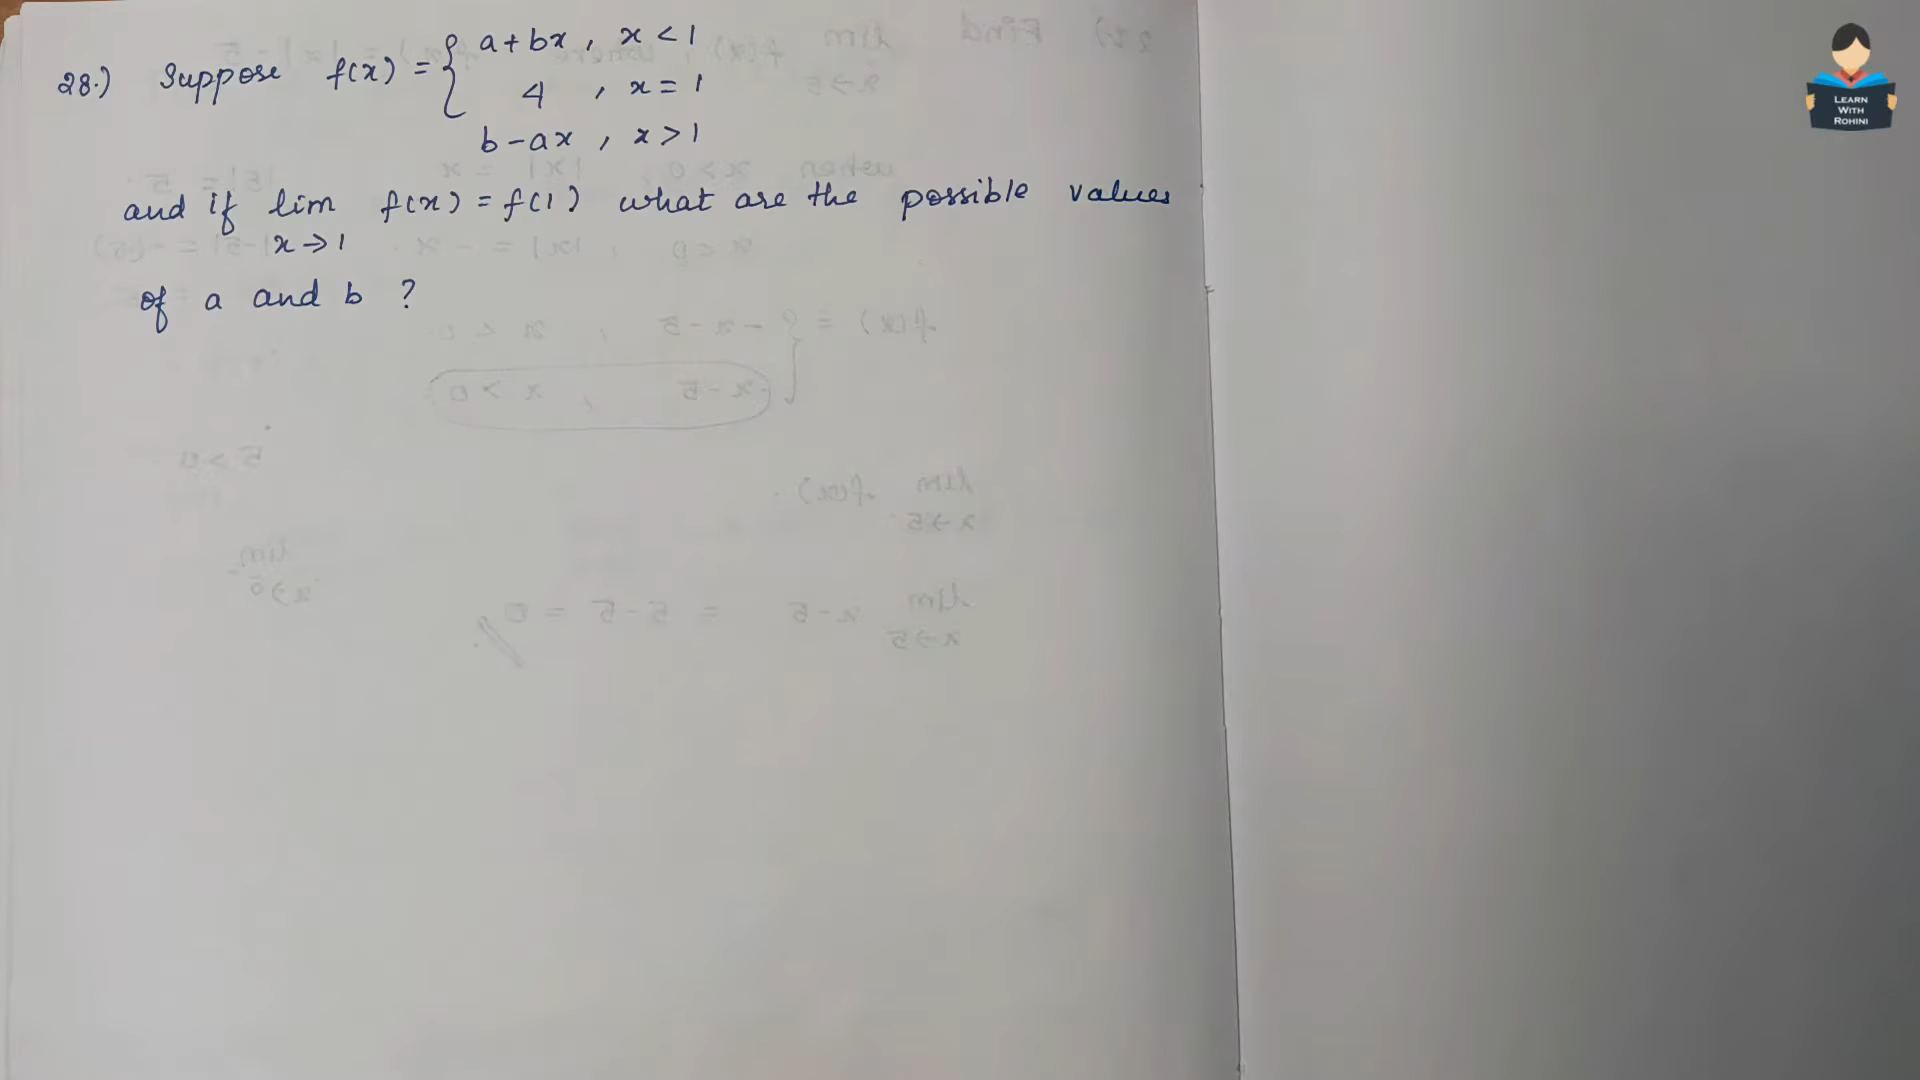 28.) Suppose f(x) = { a + bx , x < 1
4 , x = 1
b - ax , x > 1
and if lim f(x) = f(1) what are the possible values
x → 1
of a and b ?
LEARN
WITH
ROHINI